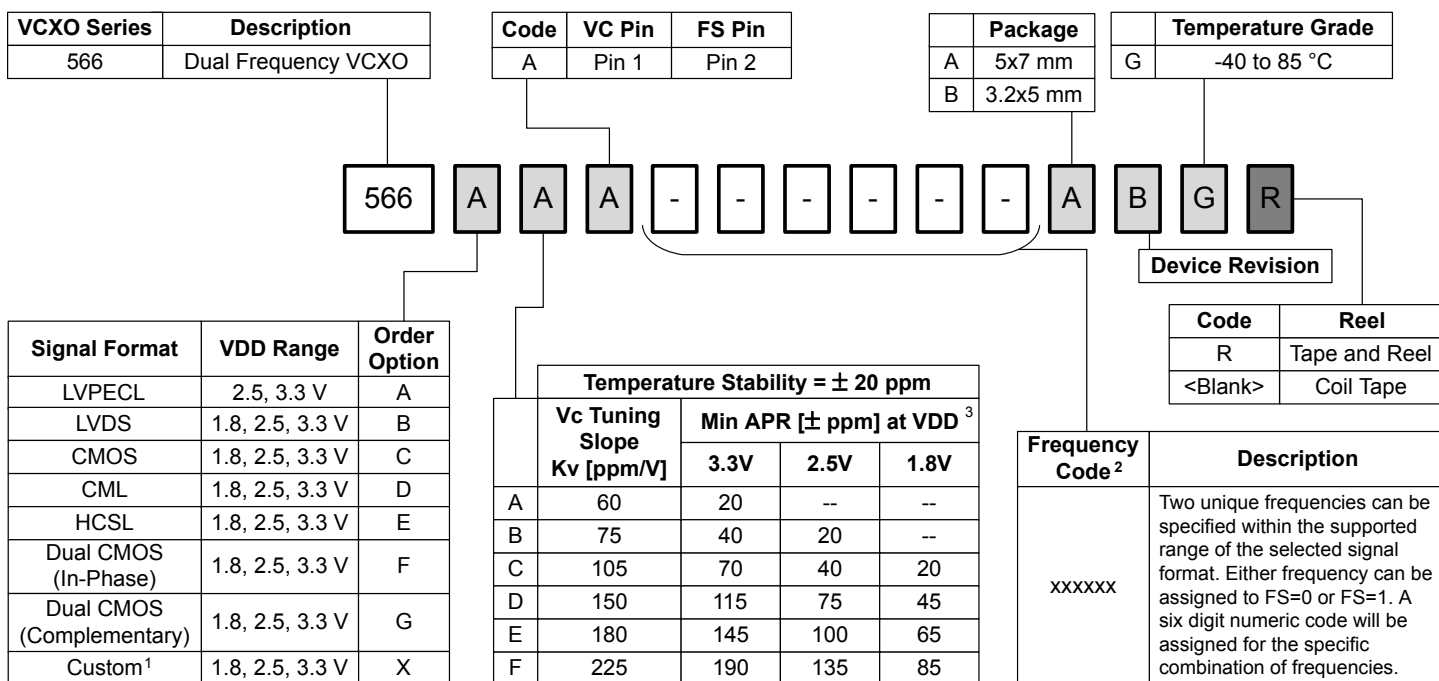 VCXO Series Description
566 Dual Frequency VCXO
Code VC Pin FS Pin
A Pin 1 Pin 2
Package
A 5x7 mm
B 3.2x5 mm
Temperature Grade
G -40 to 85 °C
566 A A A - - - - - - A B G R
Device Revision
Code Reel
R Tape and Reel
<Blank> Coil Tape
Signal Format VDD Range Order Option
LVPECL 2.5, 3.3 V A
LVDS 1.8, 2.5, 3.3 V B
CMOS 1.8, 2.5, 3.3 V C
CML 1.8, 2.5, 3.3 V D
HCSL 1.8, 2.5, 3.3 V E
Dual CMOS (In-Phase) 1.8, 2.5, 3.3 V F
Dual CMOS (Complementary) 1.8, 2.5, 3.3 V G
Custom1 1.8, 2.5, 3.3 V X
Temperature Stability = ± 20 ppm
Vc Tuning Slope Kv [ppm/V] Min APR [± ppm] at VDD 3
3.3V 2.5V 1.8V
A 60 20 -- --
B 75 40 20 --
C 105 70 40 20
D 150 115 75 45
E 180 145 100 65
F 225 190 135 85
Frequency Code 2 Description
xxxxxx
Two unique frequencies can be
specified within the supported
range of the selected signal
format. Either frequency can be
assigned to FS=0 or FS=1. A
six digit numeric code will be
assigned for the specific
combination of frequencies.